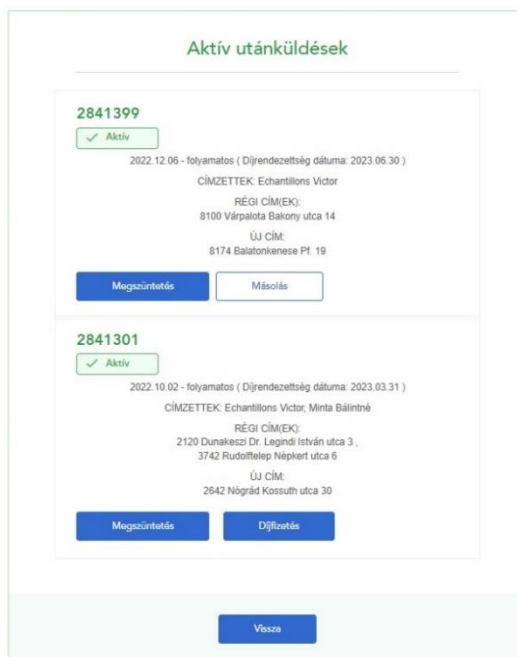 Aktív utánküldések
2841399
Aktív
2022.12.06 - folyamatos ( Díjrendezettség dátuma: 2023.06.30 )
CÍMZETTEK: Echantillons Victor
RÉGI CÍM(EK):
8100 Várpalota Bakony utca 14
ÚJ CÍM:
8174 Balatonkenese Pf. 19
Megszüntetés Másolás
2841301
Aktív
2022.10.02 - folyamatos ( Díjrendezettség dátuma: 2023.03.31 )
CÍMZETTEK: Echantillons Victor, Minta Bálintné
RÉGI CÍM(EK):
2120 Dunakeszi Dr. Legindi István utca 3 ,
3742 Rudolftelep Népkert utca 6
ÚJ CÍM:
2642 Nógrád Kossuth utca 30
Megszüntetés Díjfizetés
Vissza